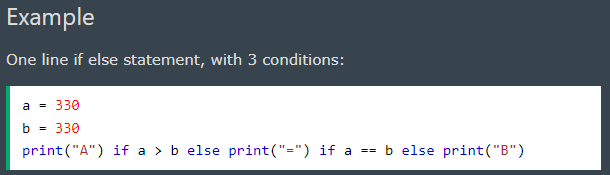 Example
One line if else statement, with 3 conditions:
a = 330
b = 330
print("A") if a > b else print("=") if a == b else print("B")